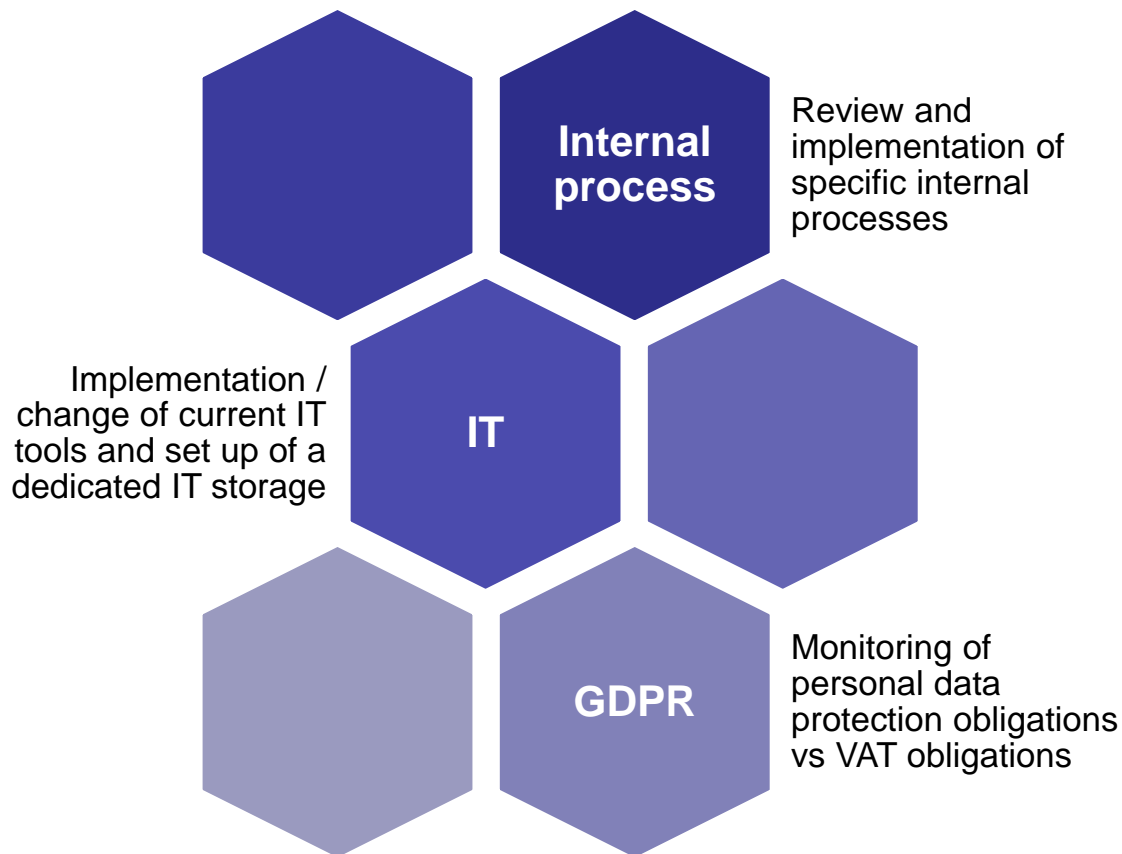 Internal
process
Review and
implementation of
specific internal
processes
Implementation /
change of current IT
tools and set up of a
dedicated IT storage
IT
GDPR
Monitoring of
personal data
protection obligations
vs VAT obligations